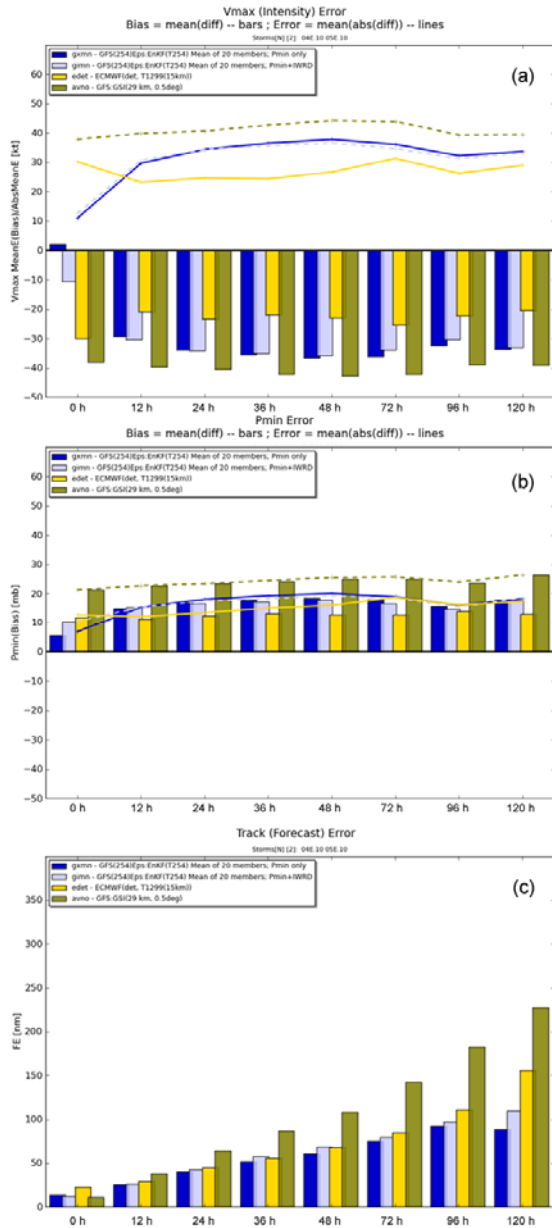 Vmax (Intensity) Error
Bias = mean(diff) -- bars ; Error = mean(abs(diff)) -- lines
Storms[N] [2]: 04E.10 05E.10
gxmn - GFS(254)Eps:EnKF(T254) Mean of 20 members; Pmin only
gimn - GFS(254)Eps:EnKF(T254) Mean of 20 members; Pmin+IWRD
edet - ECMWF(det, T1299(15km))
avno - GFS:GSI(29 km, 0.5deg)
(a)
Vmax MeanE(Bias)/AbsMeanE [kt]
60
50
40
30
20
10
0
−10
−20
−30
−40
−50
0 h 12 h 24 h 36 h 48 h 72 h 96 h 120 h
Pmin Error
Bias = mean(diff) -- bars ; Error = mean(abs(diff)) -- lines
gxmn - GFS(254)Eps:EnKF(T254) Mean of 20 members; Pmin only
gimn - GFS(254)Eps:EnKF(T254) Mean of 20 members; Pmin+IWRD
edet - ECMWF(det, T1299(15km))
avno - GFS:GSI(29 km, 0.5deg)
(b)
Pmin(Bias) [mb]
60
50
40
30
20
10
0
−10
−20
−30
−40
−50
0 h 12 h 24 h 36 h 48 h 72 h 96 h 120 h
Track (Forecast) Error
Storms[N] [2]: 04E.10 05E.10
gxmn - GFS(254)Eps:EnKF(T254) Mean of 20 members; Pmin only
gimn - GFS(254)Eps:EnKF(T254) Mean of 20 members; Pmin+IWRD
edet - ECMWF(det, T1299(15km))
avno - GFS:GSI(29 km, 0.5deg)
(c)
FE [nm]
350
300
250
200
150
100
50
0
0 h 12 h 24 h 36 h 48 h 72 h 96 h 120 h